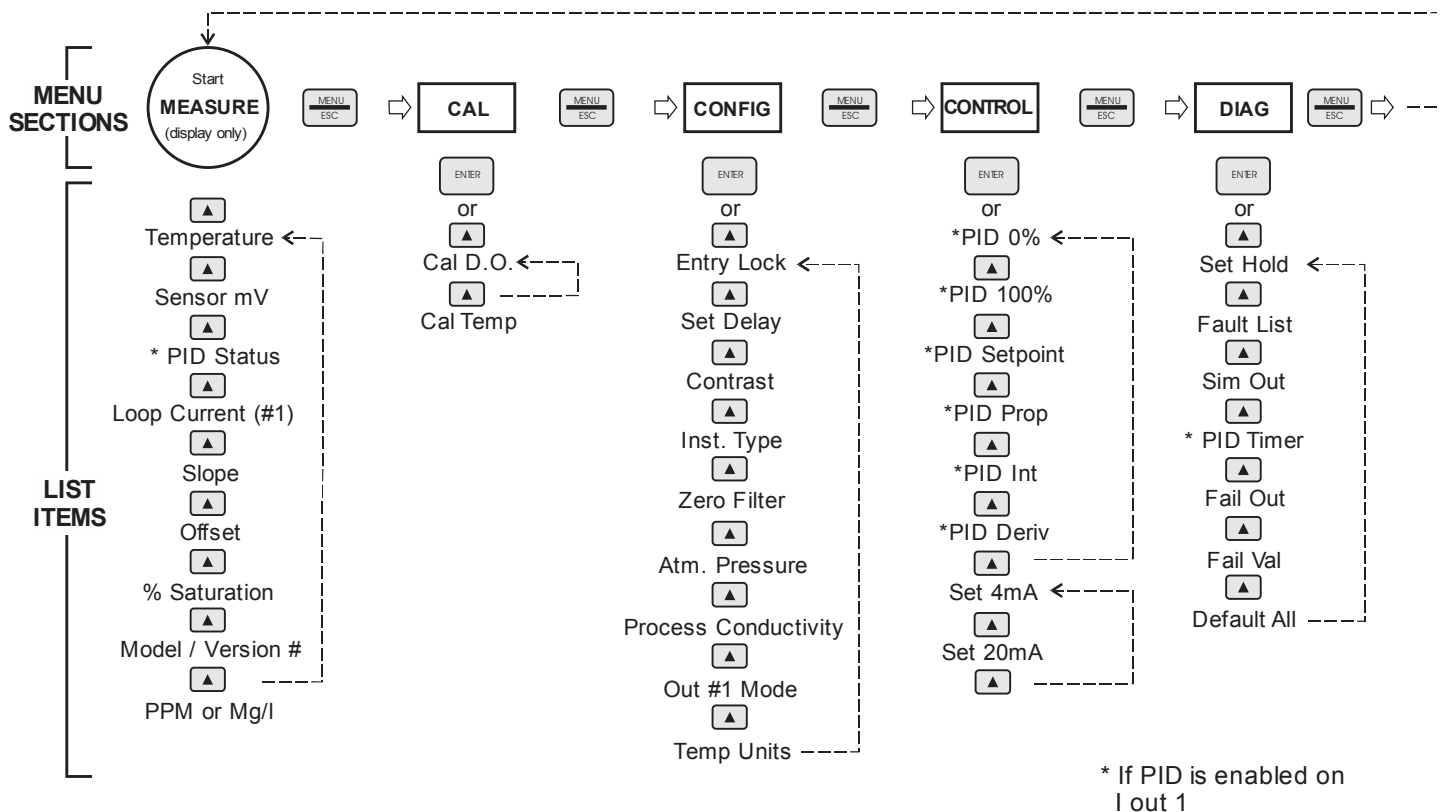 MENU
SECTIONS
Start
MEASURE
(display only)
MENU
ESC
CAL
MENU
ESC
CONFIG
MENU
ESC
CONTROL
MENU
ESC
DIAG
MENU
ESC
LIST
ITEMS
Temperature
Sensor mV
* PID Status
Loop Current (#1)
Slope
Offset
% Saturation
Model / Version #
PPM or Mg/l
ENTER
or
Cal D.O.
Cal Temp
ENTER
or
Entry Lock
Set Delay
Contrast
Inst. Type
Zero Filter
Atm. Pressure
Process Conductivity
Out #1 Mode
Temp Units
ENTER
or
*PID 0%
*PID 100%
*PID Setpoint
*PID Prop
*PID Int
*PID Deriv
Set 4mA
Set 20mA
ENTER
or
Set Hold
Fault List
Sim Out
* PID Timer
Fail Out
Fail Val
Default All
* If PID is enabled on
I out 1